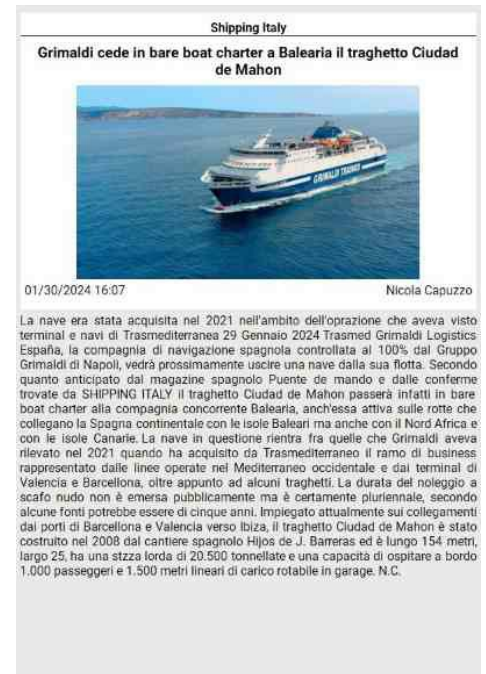 Shipping Italy
Grimaldi cede in bare boat charter a Balearia il traghetto Ciudad
de Mahon
GRIMALDI TRASMED
01/30/2024 16:07
Nicola Capuzzo
La nave era stata acquisita nel 2021 nell'ambito dell'oprazione che aveva visto
terminal e navi di Trasmediterranea 29 Gennaio 2024 Trasmed Grimaldi Logistics
España, la compagnia di navigazione spagnola controllata al 100% dal Gruppo
Grimaldi di Napoli, vedrà prossimamente uscire una nave dalla sua flotta. Secondo
quanto anticipato dal magazine spagnolo Puente de mando e dalle conferme
trovate da SHIPPING ITALY il traghetto Ciudad de Mahon passerà infatti in bare
boat charter alla compagnia concorrente Balearia, anch'essa attiva sulle rotte che
collegano la Spagna continentale con le isole Baleari ma anche con il Nord Africa e
con le isole Canarie. La nave in questione rientra fra quelle che Grimaldi aveva
rilevato nel 2021 quando ha acquisito da Trasmediterraneo il ramo di business
rappresentato dalle linee operate nel Mediterraneo occidentale e dai terminal di
Valencia e Barcellona, oltre appunto ad alcuni traghetti. La durata del noleggio a
scafo nudo non è emersa pubblicamente ma è certamente pluriennale, secondo
alcune fonti potrebbe essere di cinque anni. Impiegato attualmente sui collegamenti
dai porti di Barcellona e Valencia verso Ibiza, il traghetto Ciudad de Mahon è stato
costruito nel 2008 dal cantiere spagnolo Hijos de J. Barreras ed è lungo 154 metri,
largo 25, ha una stzza lorda di 20.500 tonnellate e una capacità di ospitare a bordo
1.000 passeggeri e 1.500 metri lineari di carico rotabile in garage. N.C.